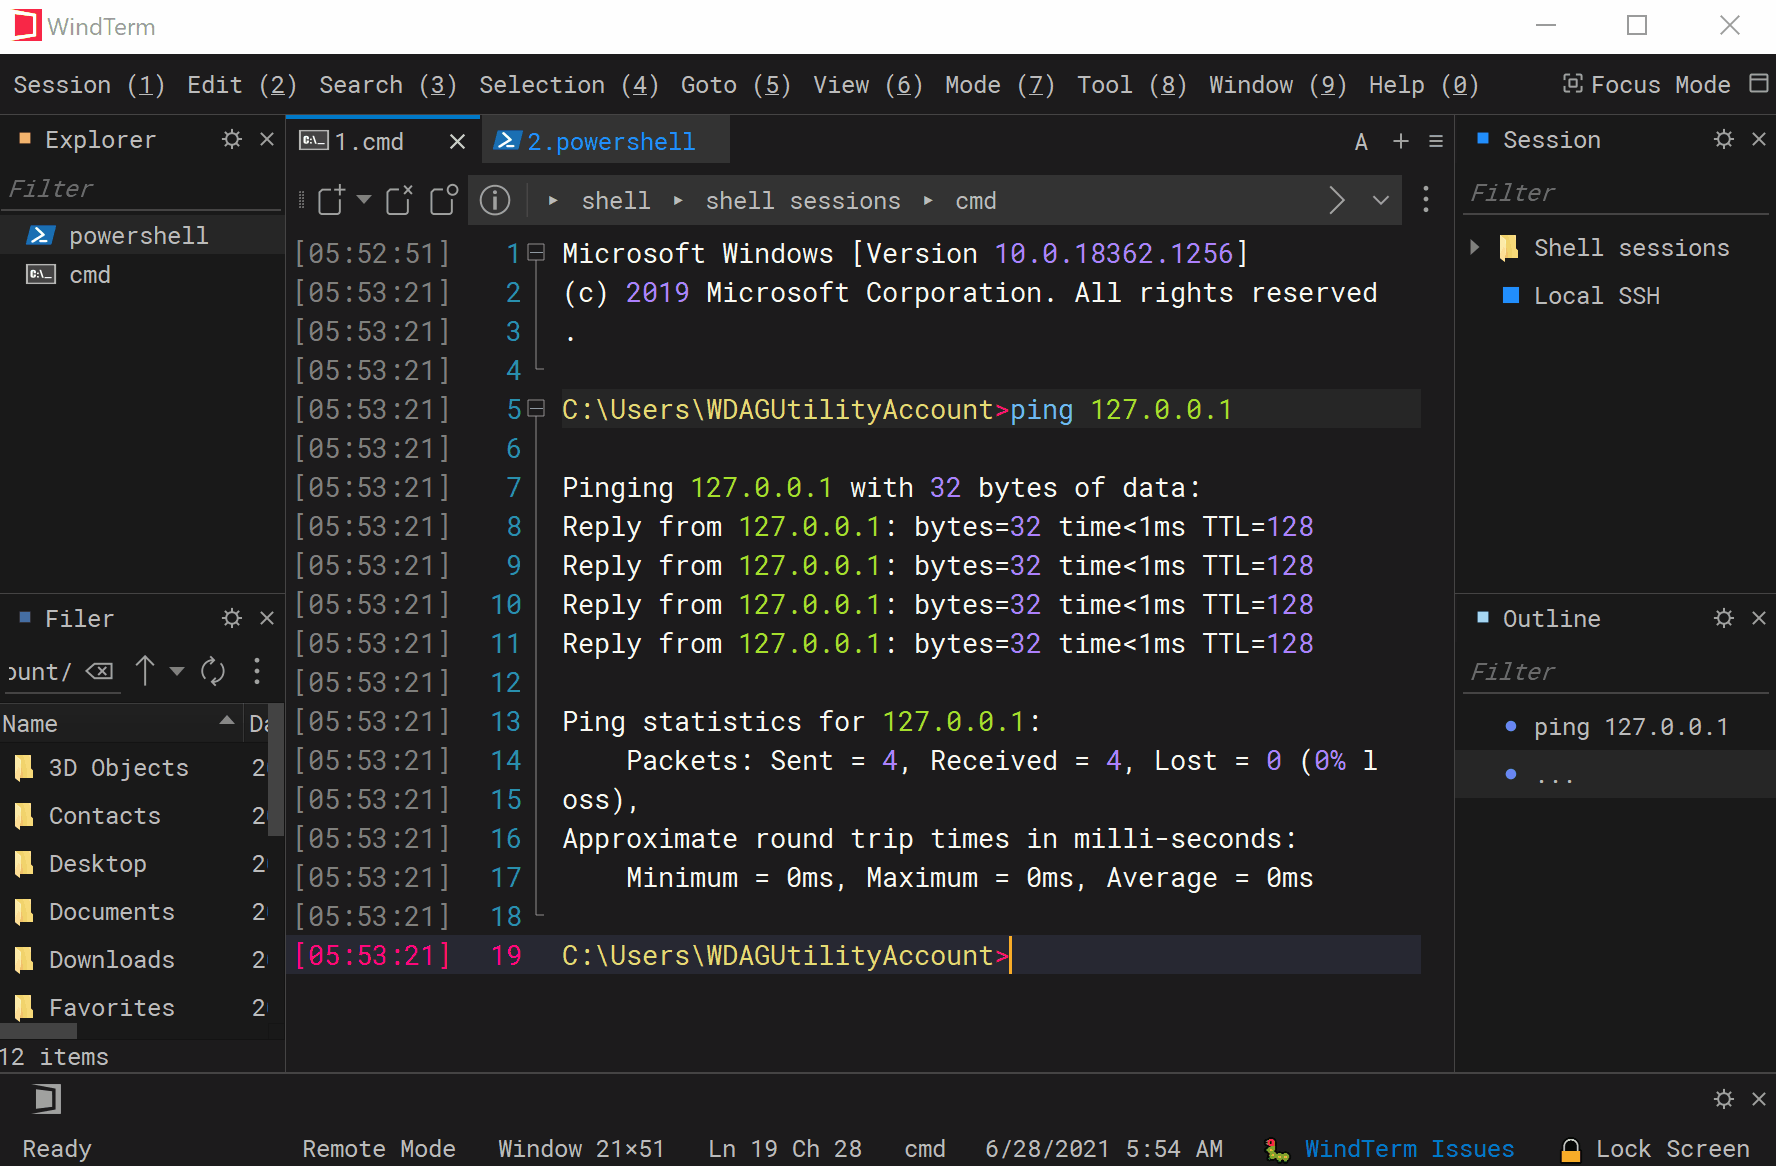 WindTerm
Session (1) Edit (2) Search (3) Selection (4) Goto (5) View (6) Mode (7) Tool (8) Window (9) Help (0) Focus Mode
Explorer
Filter
powershell
cmd
Filer
ount/
Name
3D Objects
Contacts
Desktop
Documents
Downloads
Favorites
12 items
1.cmd 2.powershell A
shell shell sessions cmd
[05:52:51] 1 Microsoft Windows [Version 10.0.18362.1256]
[05:53:21] 2 (c) 2019 Microsoft Corporation. All rights reserved
[05:53:21] 3 .
[05:53:21] 4
[05:53:21] 5 C:\Users\WDAGUtilityAccount>ping 127.0.0.1
[05:53:21] 6
[05:53:21] 7 Pinging 127.0.0.1 with 32 bytes of data:
[05:53:21] 8 Reply from 127.0.0.1: bytes=32 time<1ms TTL=128
[05:53:21] 9 Reply from 127.0.0.1: bytes=32 time<1ms TTL=128
[05:53:21] 10 Reply from 127.0.0.1: bytes=32 time<1ms TTL=128
[05:53:21] 11 Reply from 127.0.0.1: bytes=32 time<1ms TTL=128
[05:53:21] 12
[05:53:21] 13 Ping statistics for 127.0.0.1:
[05:53:21] 14 Packets: Sent = 4, Received = 4, Lost = 0 (0% l
[05:53:21] 15 oss),
[05:53:21] 16 Approximate round trip times in milli-seconds:
[05:53:21] 17 Minimum = 0ms, Maximum = 0ms, Average = 0ms
[05:53:21] 18
[05:53:21] 19 C:\Users\WDAGUtilityAccount>
Session
Filter
Shell sessions
Local SSH
Outline
Filter
ping 127.0.0.1
...
Ready Remote Mode Window 21×51 Ln 19 Ch 28 cmd 6/28/2021 5:54 AM WindTerm Issues Lock Screen